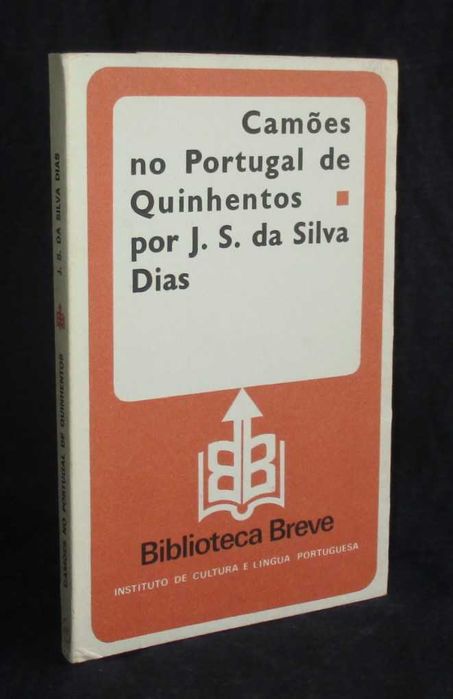 Camões
no Portugal de
Quinhentos
por J. S. da Silva
Dias
BB
Biblioteca Breve
INSTITUTO DE CULTURA E LÍNGUA PORTUGUESA
CAMÕES NO PORTUGAL DE QUINHENTOS
J. S. DA SILVA DIAS